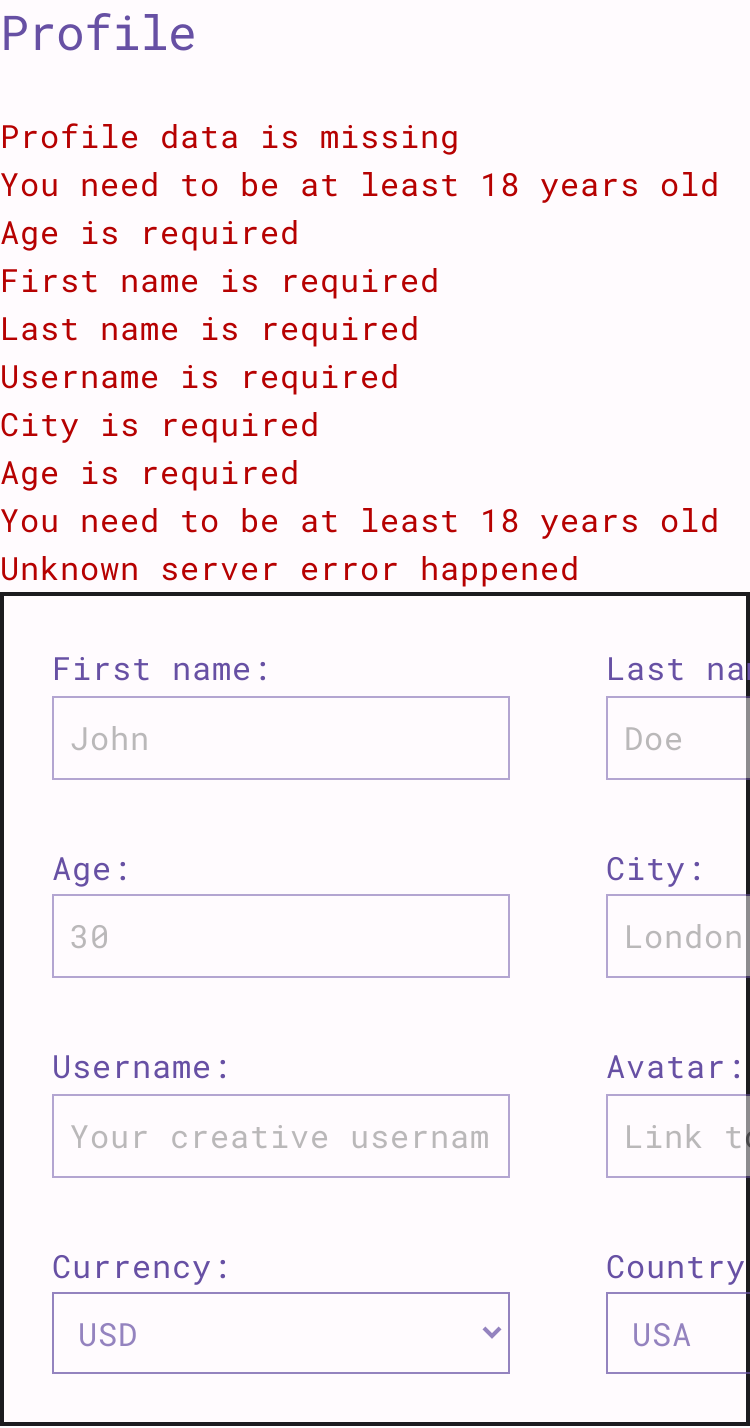 Profile
Profile data is missing
You need to be at least 18 years old
Age is required
First name is required
Last name is required
Username is required
City is required
Age is required
You need to be at least 18 years old
Unknown server error happened
First name: Last na
John Doe
Age: City:
30 London
Username: Avatar:
Your creative usernam Link to
Currency: Country
USD USA